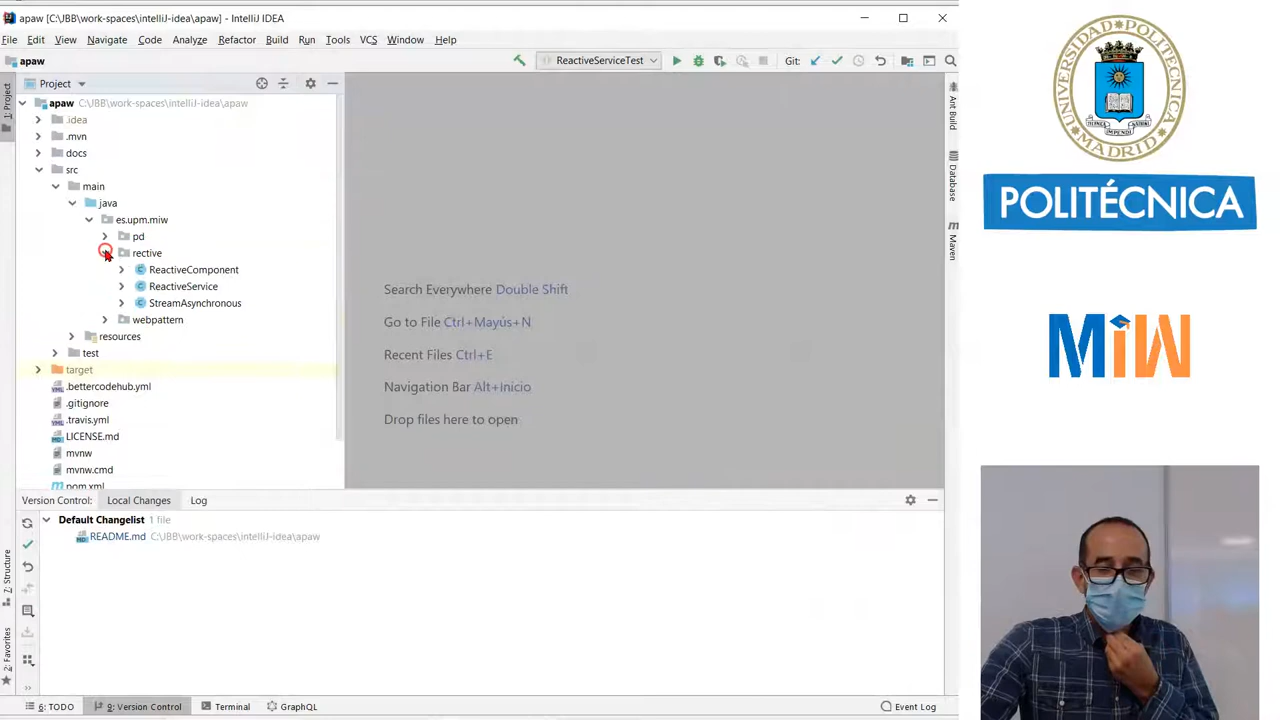 apaw [C:\JBB\work-spaces\intelliJ-idea\apaw] - IntelliJ IDEA
File Edit View Navigate Code Analyze Refactor Build Run Tools VCS Window Help
apaw
ReactiveServiceTest
Git:
1: Project
Project
apaw C:\JBB\work-spaces\intelliJ-idea\apaw
.idea
.mvn
docs
src
main
java
es.upm.miw
pd
rective
ReactiveComponent
ReactiveService
StreamAsynchronous
webpattern
resources
test
target
.bettercodehub.yml
.gitignore
.travis.yml
LICENSE.md
mvnw
mvnw.cmd
pom.xml
Search Everywhere Double Shift
Go to File Ctrl+Mayús+N
Recent Files Ctrl+E
Navigation Bar Alt+Inicio
Drop files here to open
Ant Build
Database
Maven
Version Control: Local Changes Log
Default Changelist 1 file
README.md C:\JBB\work-spaces\intelliJ-idea\apaw
7: Structure
2: Favorites
6: TODO 9: Version Control Terminal GraphQL Event Log
UNIVERSIDAD POLITÉCNICA
MADRID
POLITÉCNICA
MiW